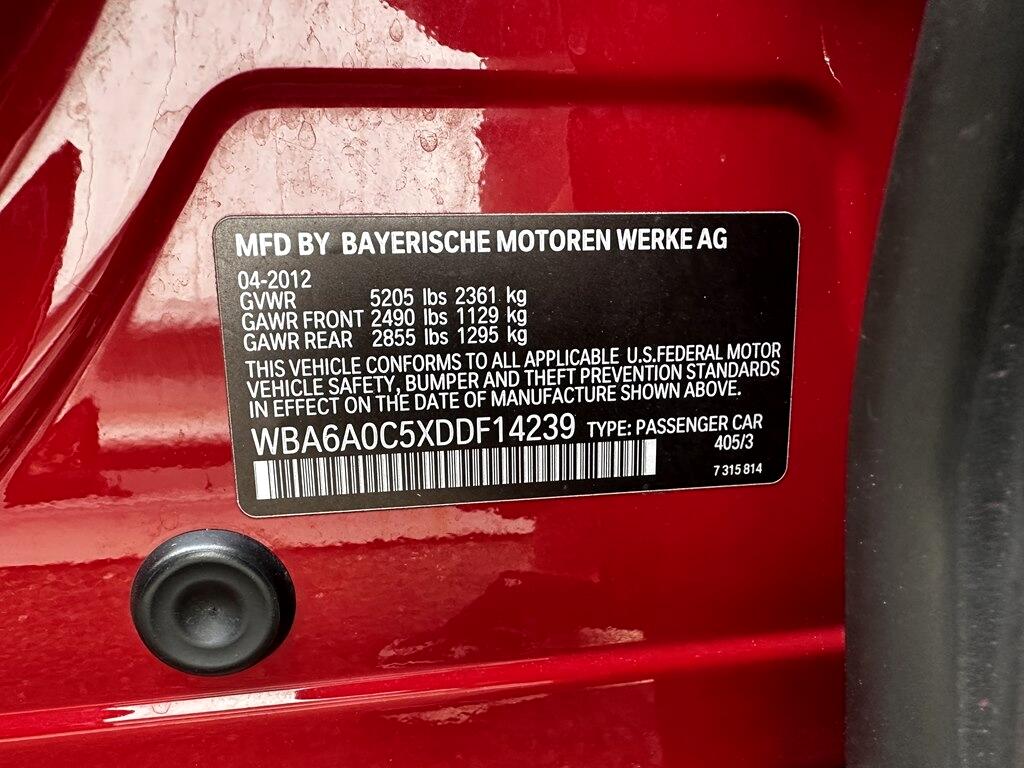 MFD BY BAYERISCHE MOTOREN WERKE AG
04-2012
GVWR 5205 lbs 2361 kg
GAWR FRONT 2490 lbs 1129 kg
GAWR REAR 2855 lbs 1295 kg
THIS VEHICLE CONFORMS TO ALL APPLICABLE U.S.FEDERAL MOTOR
VEHICLE SAFETY, BUMPER AND THEFT PREVENTION STANDARDS
IN EFFECT ON THE DATE OF MANUFACTURE SHOWN ABOVE.
WBA6A0C5XDDF14239 TYPE: PASSENGER CAR
405/3
7 315 814